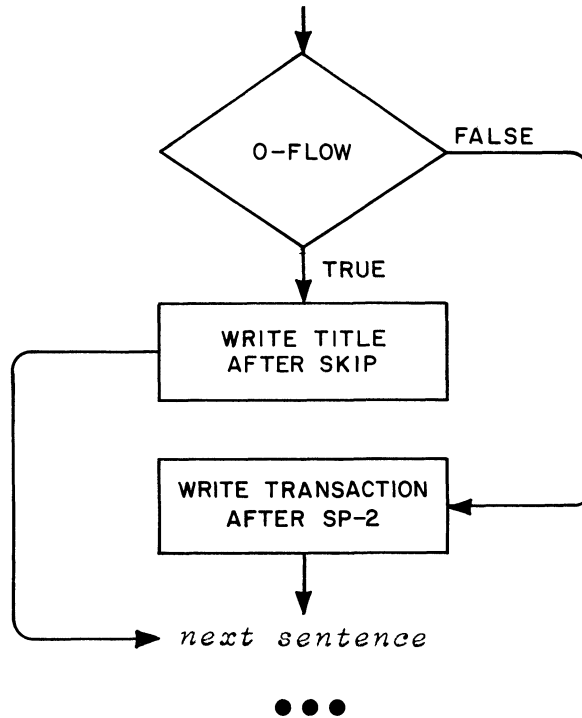 O-FLOW
FALSE
TRUE
WRITE TITLE
AFTER SKIP
WRITE TRANSACTION
AFTER SP-2
next sentence